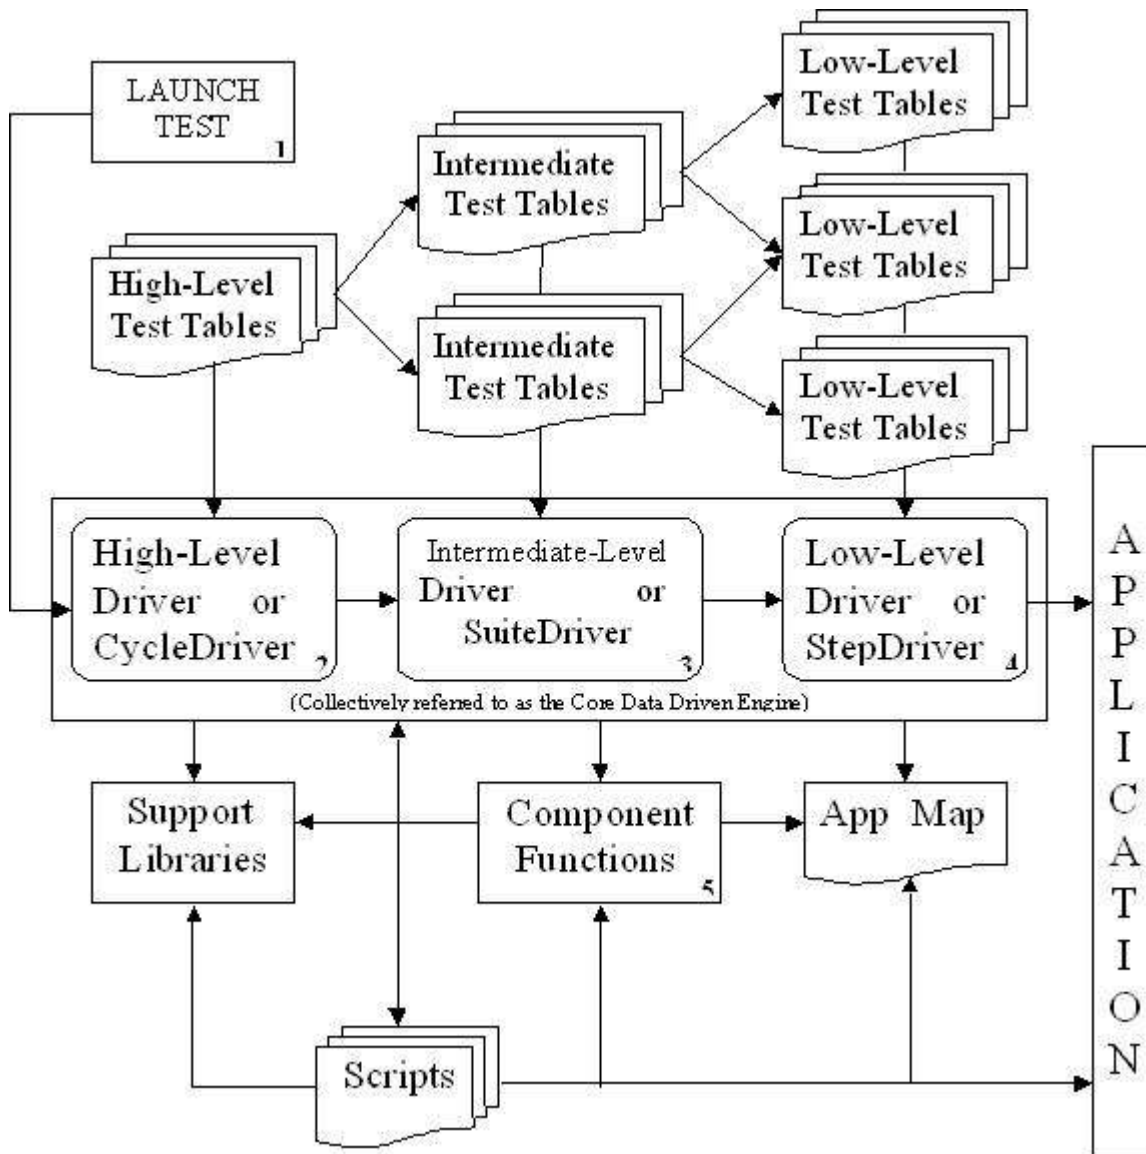 LAUNCH
TEST
1
High-Level
Test Tables
Intermediate
Test Tables
Intermediate
Test Tables
Low-Level
Test Tables
Low-Level
Test Tables
Low-Level
Test Tables
High-Level
Driver or
CycleDriver
2
Intermediate-Level
Driver or
SuiteDriver
3
Low-Level
Driver or
StepDriver
4
(Collectively referred to as the Core Data Driven Engine)
Support
Libraries
Component
Functions
5
App Map
Scripts
A
P
P
L
I
C
A
T
I
O
N